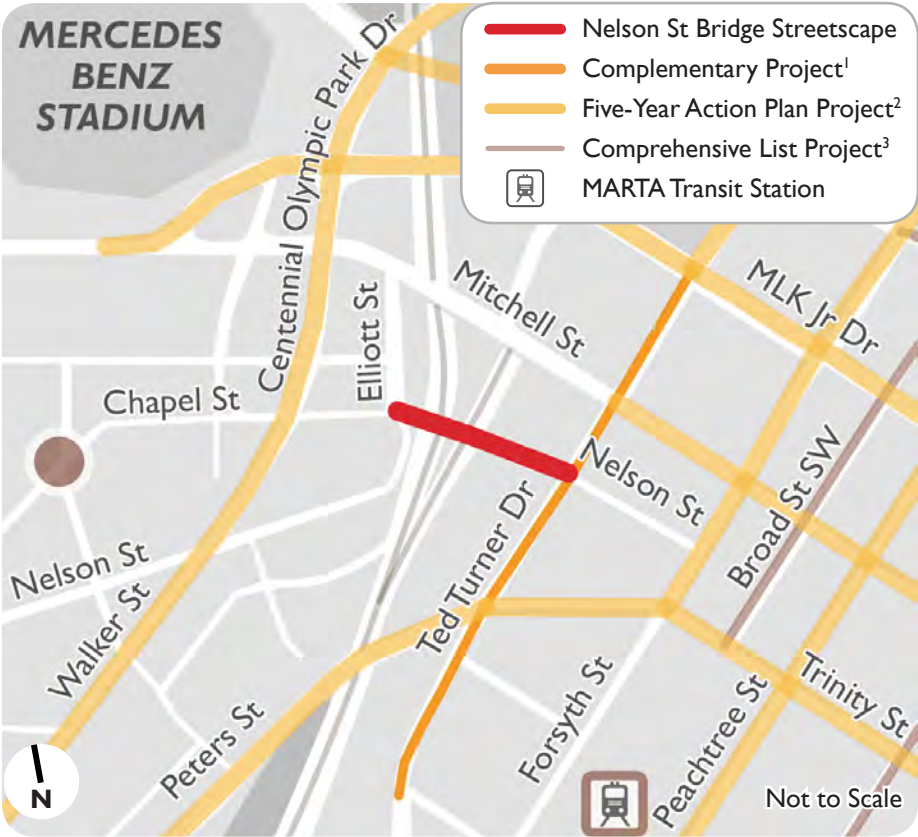 MERCEDES
BENZ
STADIUM
Nelson St Bridge Streetscape
Complementary Project¹
Five-Year Action Plan Project²
Comprehensive List Project³
MARTA Transit Station
Centennial Olympic Park Dr
Elliott St
Mitchell St
MLK Jr Dr
Chapel St
Nelson St
Broad St SW
Ted Turner Dr
Nelson St
Walker St
Peters St
Forsyth St
Peachtree St
Trinity St
N
Not to Scale